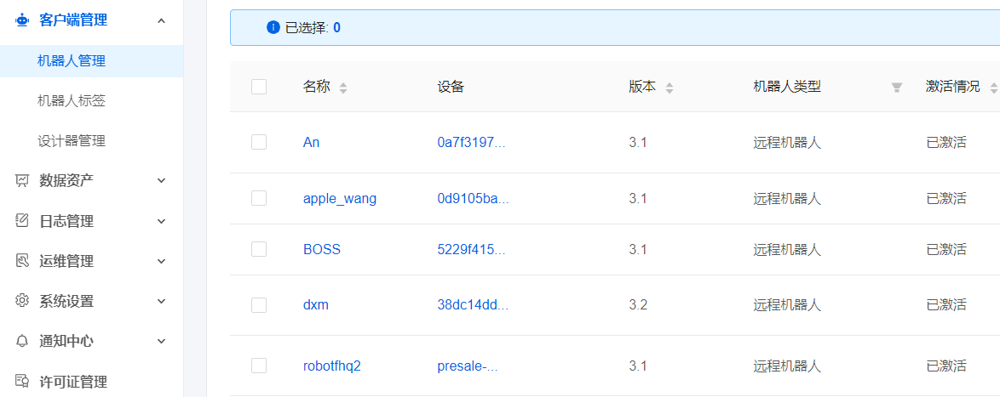 客户端管理
机器人管理
机器人标签
设计器管理
数据资产
日志管理
运维管理
系统设置
通知中心
许可证管理
已选择: 0
名称 设备 版本 机器人类型 激活情况
An 0a7f3197... 3.1 远程机器人 已激活
apple_wang 0d9105ba... 3.1 远程机器人 已激活
BOSS 5229f415... 3.1 远程机器人 已激活
dxm 38dc14dd... 3.2 远程机器人 已激活
robotfhq2 presale-... 3.1 远程机器人 已激活